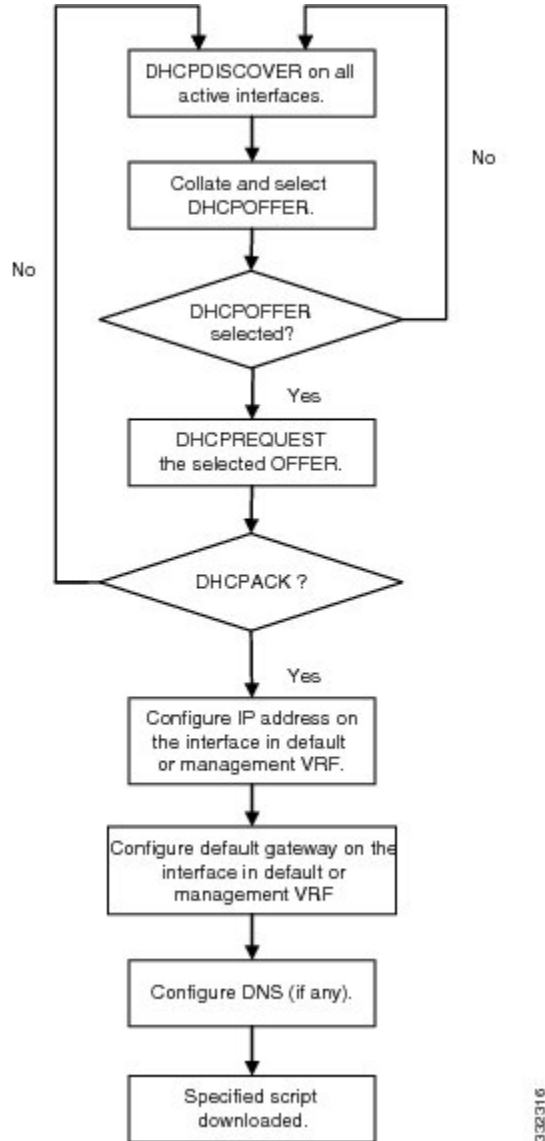 DHCPDISCOVER on all
active interfaces.
No
Collate and select
DHCPOFFER.
No
DHCPOFFER
selected?
Yes
DHCPREQUEST
the selected OFFER.
DHCPACK ?
Yes
Configure IP address on
the interface in default
or management VRF.
Configure default gateway on the
interface in default or
management VRF
Configure DNS (if any).
Specified script
downloaded.
332316